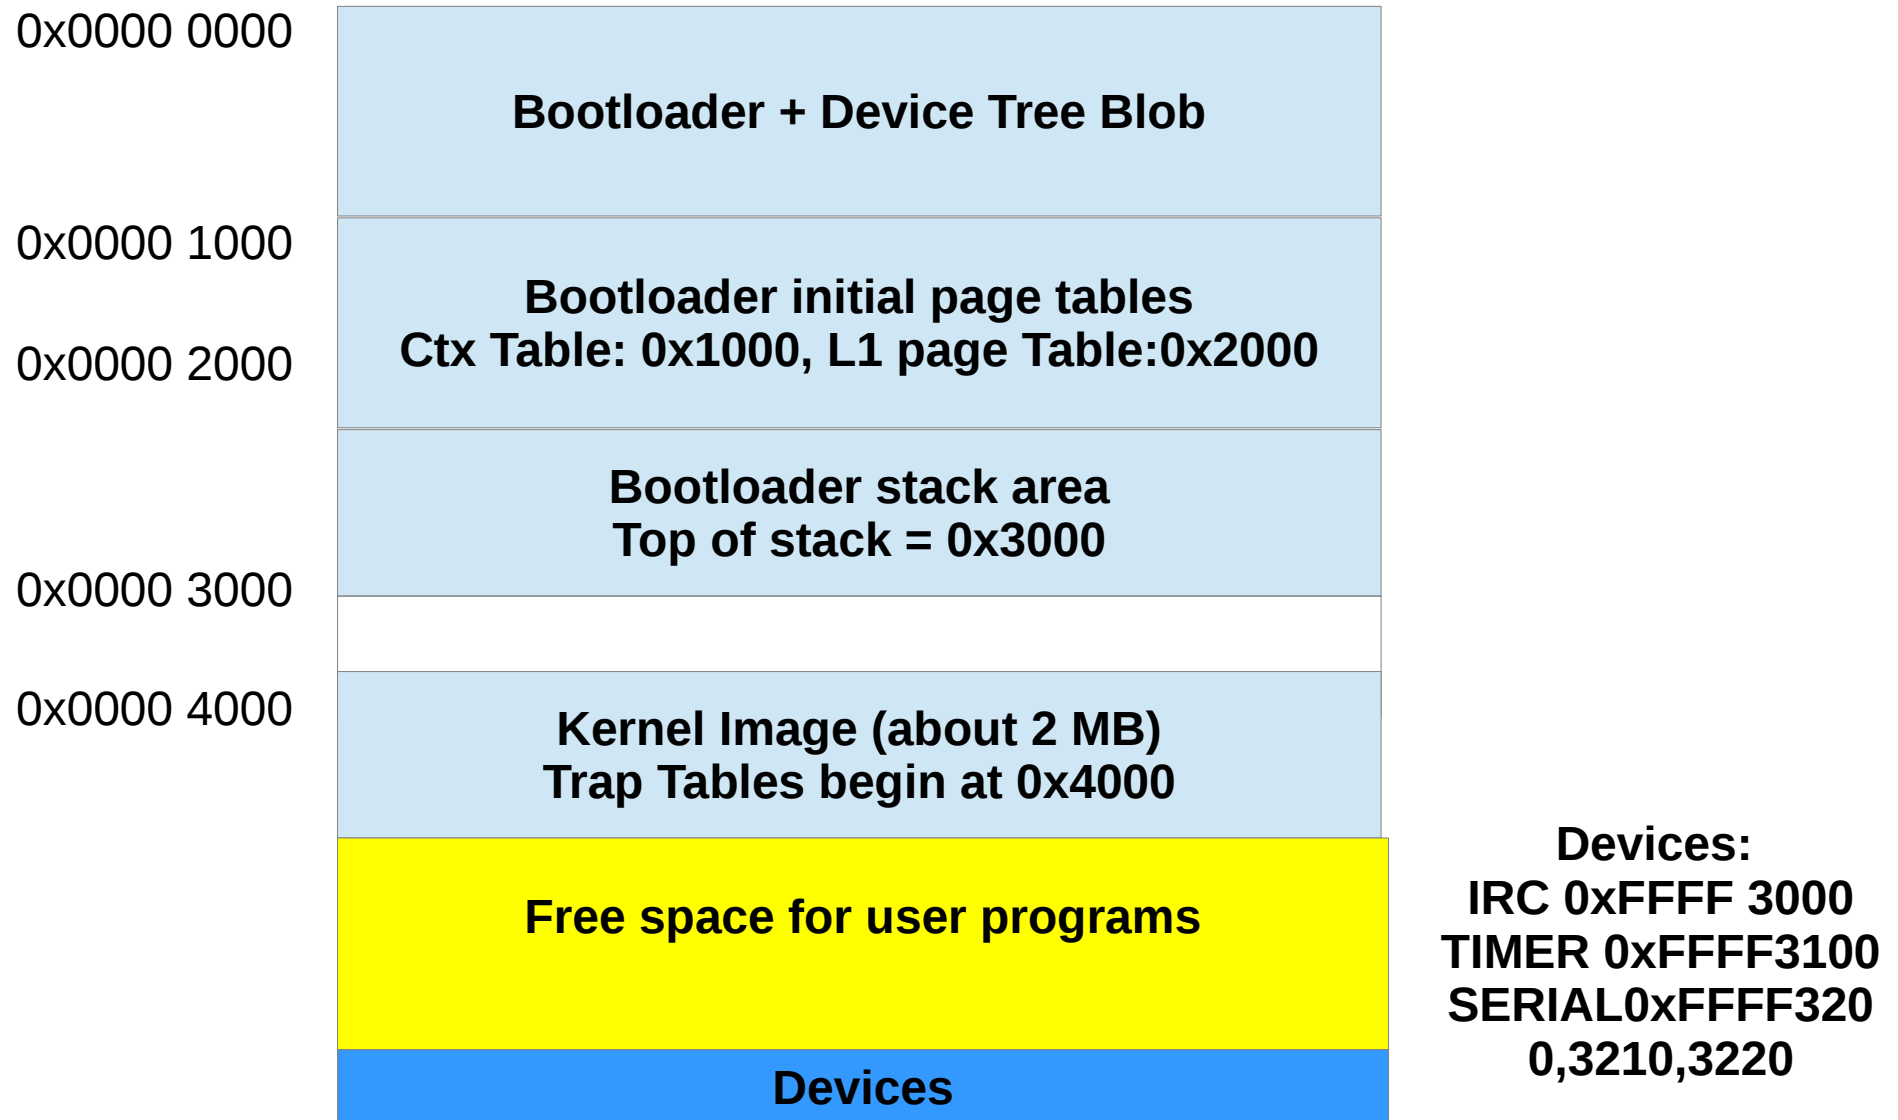 0x0000 0000
Bootloader + Device Tree Blob
0x0000 1000
Bootloader initial page tables
Ctx Table: 0x1000, L1 page Table:0x2000
0x0000 2000
Bootloader stack area
Top of stack = 0x3000
0x0000 3000
0x0000 4000
Kernel Image (about 2 MB)
Trap Tables begin at 0x4000
Free space for user programs
Devices
Devices:
IRC 0xFFFF 3000
TIMER 0xFFFF3100
SERIAL0xFFFF320
0,3210,3220